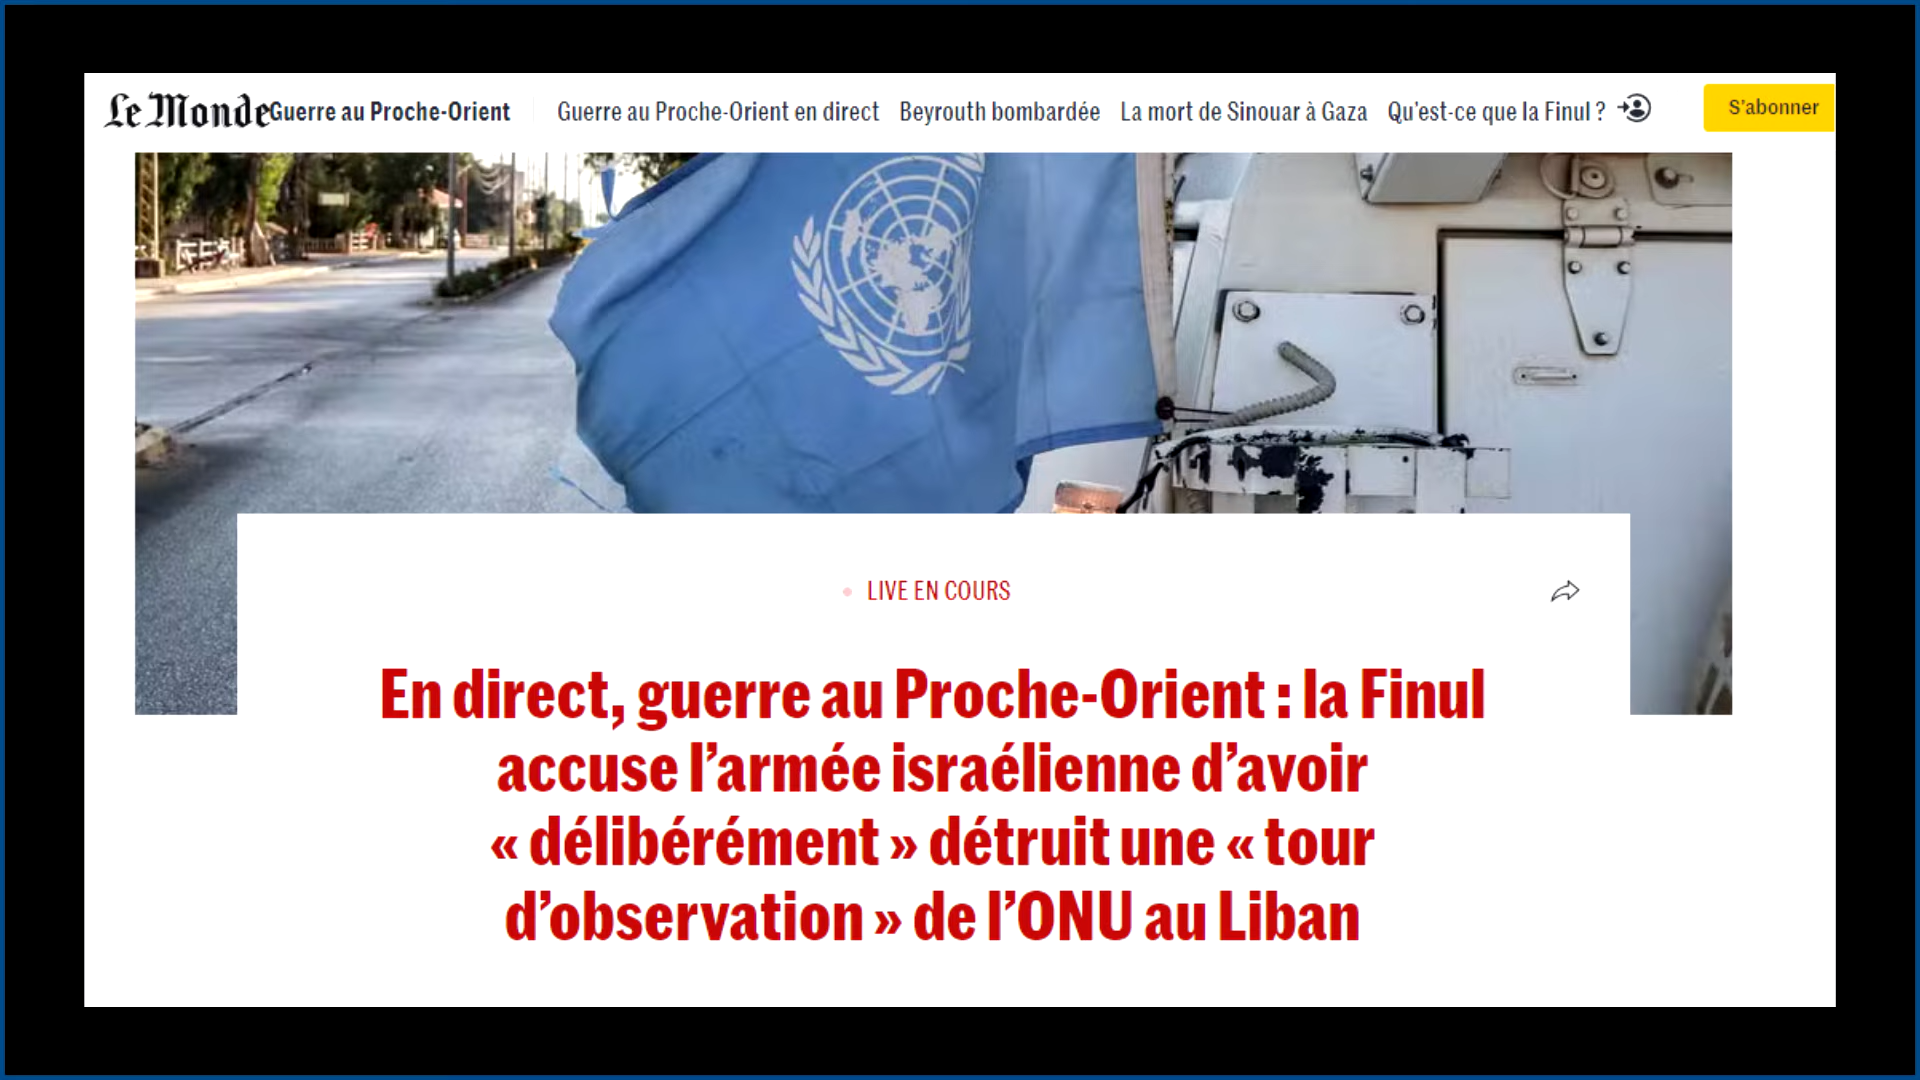 Le Monde Guerre au Proche-Orient Guerre au Proche-Orient en direct Beyrouth bombardée La mort de Sinouar à Gaza Qu'est-ce que la Finul ? S'abonner
LIVE EN COURS
En direct, guerre au Proche-Orient : la Finul
accuse l’armée israélienne d’avoir
« délibérément » détruit une « tour
d’observation » de l’ONU au Liban